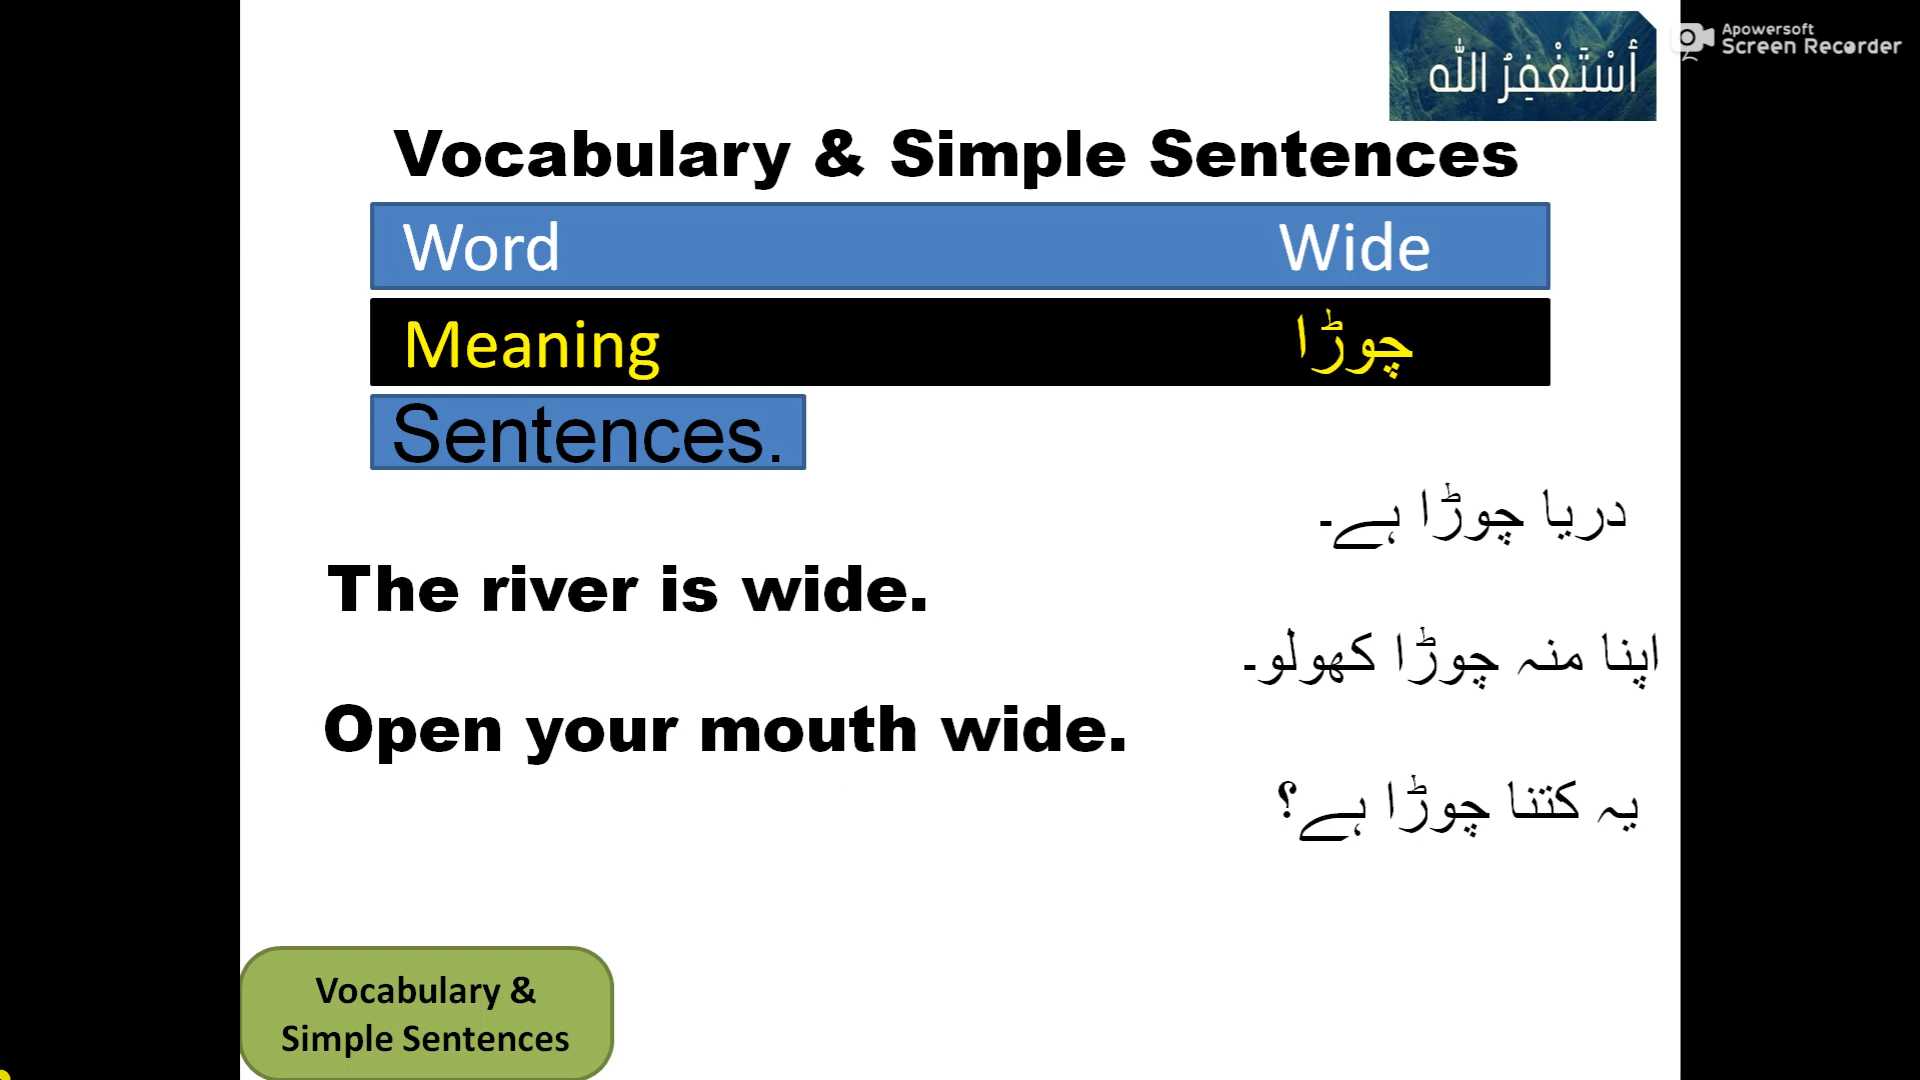 أسْتَغْفِرُ الله
Apowersoft
Screen Recorder
Vocabulary & Simple Sentences
Word Wide
Meaning چوڑا
Sentences.
دریا چوڑا ہے۔
The river is wide.
اپنا منہ چوڑا کھولو۔
Open your mouth wide.
یہ کتنا چوڑا ہے؟
Vocabulary &
Simple Sentences